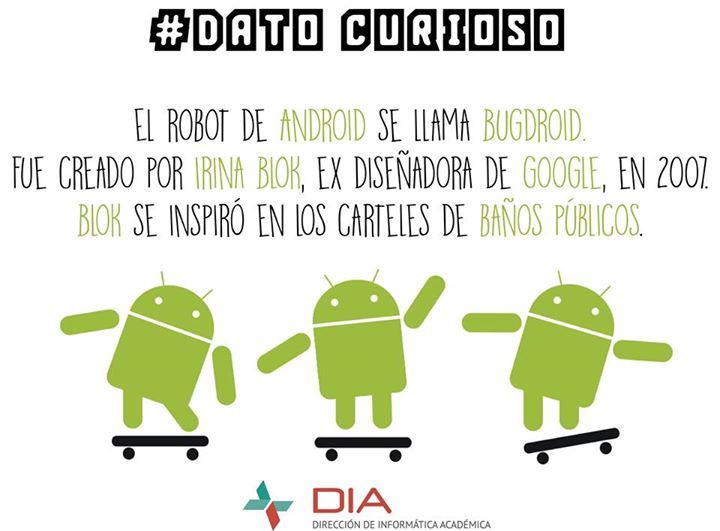 #DATO CURIOSO
EL ROBOT DE ANDROID SE LLAMA BUGDROID.
FUE CREADO POR IRINA BLOK, EX DISEÑADORA DE GOOGLE, EN 2007.
BLOK SE INSPIRÓ EN LOS CARTELES DE BAÑOS PÚBLICOS.
DIA
DIRECCIÓN DE INFORMÁTICA ACADÉMICA